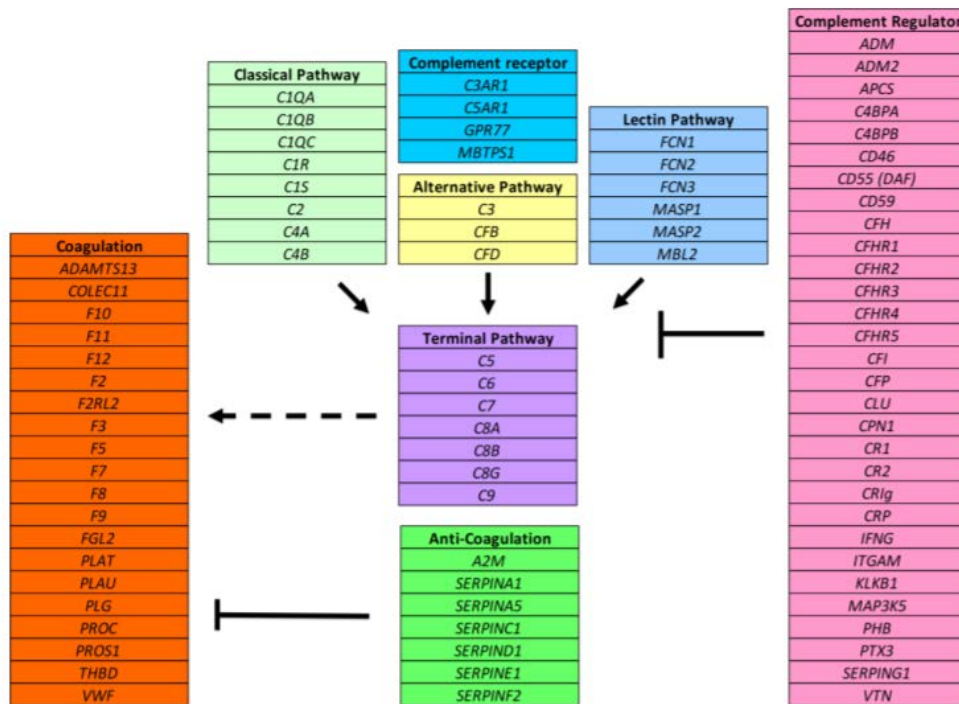 Classical Pathway
C1QA
C1QB
C1QC
C1R
C1S
C2
C4A
C4B
Complement receptor
C3AR1
C5AR1
GPR77
MBTPS1
Alternative Pathway
C3
CFB
CFD
Lectin Pathway
FCN1
FCN2
FCN3
MASP1
MASP2
MBL2
Complement Regulator
ADM
ADM2
APCS
C4BPA
C4BPB
CD46
CD55 (DAF)
CD59
CFH
CFHR1
CFHR2
CFHR3
CFHR4
CFHR5
CFI
CFP
CLU
CPN1
CR1
CR2
CRIg
CRP
IFNG
ITGAM
KLKB1
MAP3K5
PHB
PTX3
SERPING1
VTN
Coagulation
ADAMTS13
COLEC11
F10
F11
F12
F2
F2RL2
F3
F5
F7
F8
F9
FGL2
PLAT
PLAU
PLG
PROC
PROS1
THBD
VWF
Terminal Pathway
C5
C6
C7
C8A
C8B
C8G
C9
Anti-Coagulation
A2M
SERPINA1
SERPINA5
SERPINC1
SERPIND1
SERPINE1
SERPINF2